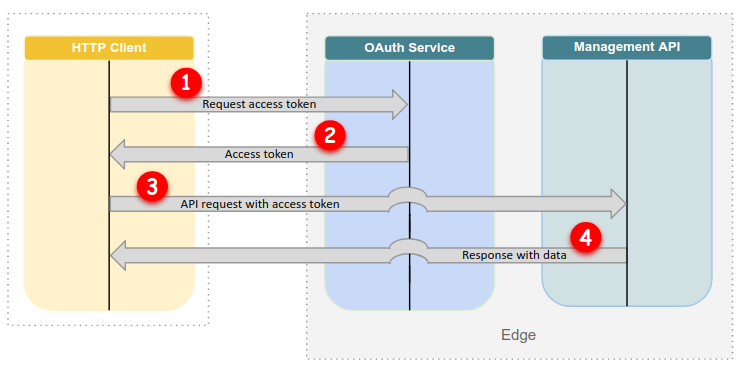 HTTP Client
OAuth Service
Management API
1
Request access token
2
Access token
3
API request with access token
4
Response with data
Edge